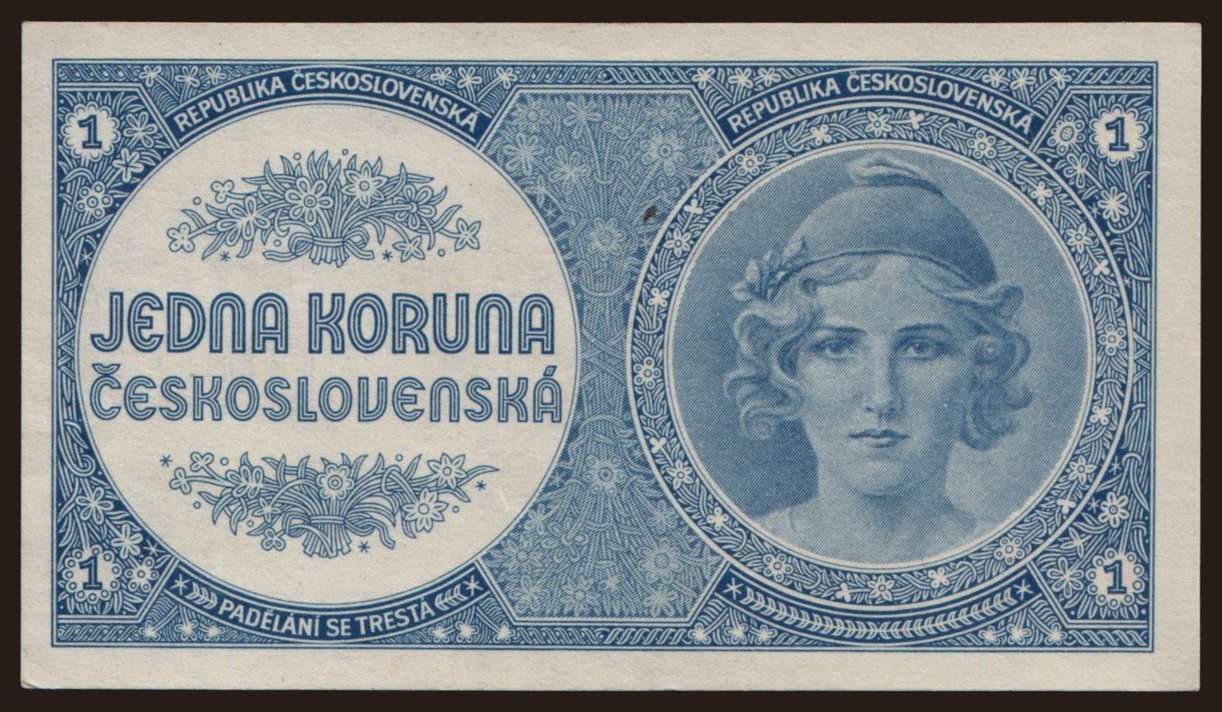 REPUBLIKA ČESKOSLOVENSKÁ
REPUBLIKA ČESKOSLOVENSKÁ
1
1
JEDNA KORUNA
ČESKOSLOVENSKÁ
1
1
PADĚLÁNÍ SE TRESTÁ